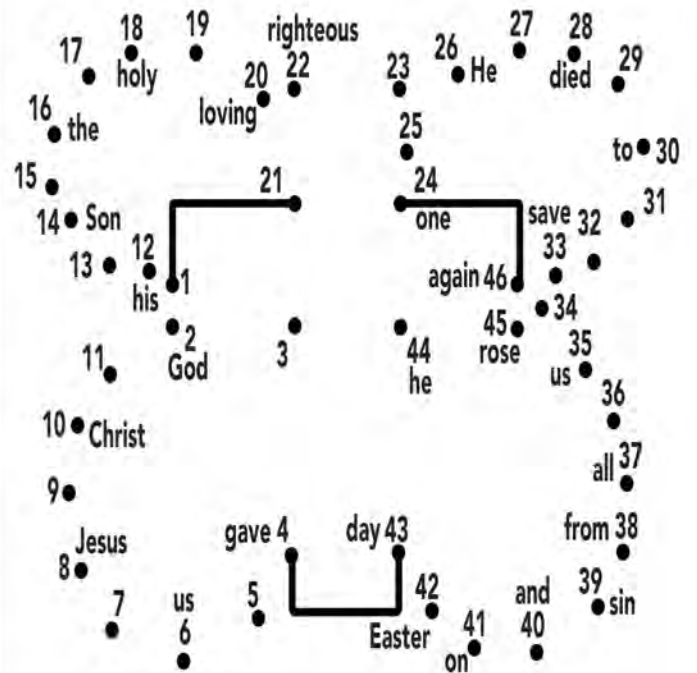 18 19 righteous 27 28
17 holy 20 22 23 26 He died 29
16 the loving 25 to 30
15 21 24 31
14 Son one save 32
13 12 his 1 again 46 33
2 3 44 45 34
God he rose 35
11 us 36
10 Christ all 37
9
gave 4 day 43 from 38
Jesus
8
7 us 5 42 and 39 sin
6 Easter 41 40
on